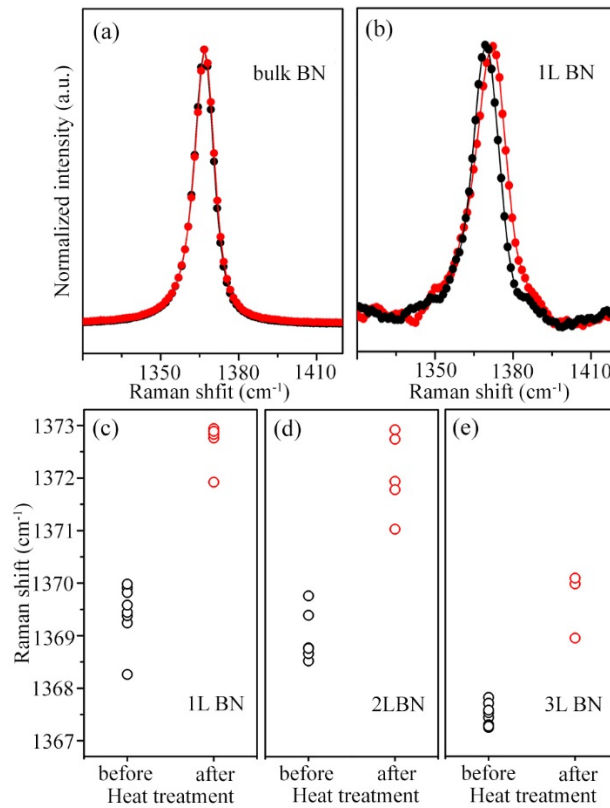 (a)
bulk BN
(b)
1L BN
Normalized intensity (a.u.)
1350 1380 1410
1350 1380 1410
Raman shfit (cm⁻¹)
Raman shift (cm⁻¹)
(c)
(d)
(e)
1373
1372
1371
1370
1369
1368
1367
Raman shift (cm⁻¹)
1L BN
2LBN
3L BN
before after
before after
before after
Heat treatment
Heat treatment
Heat treatment